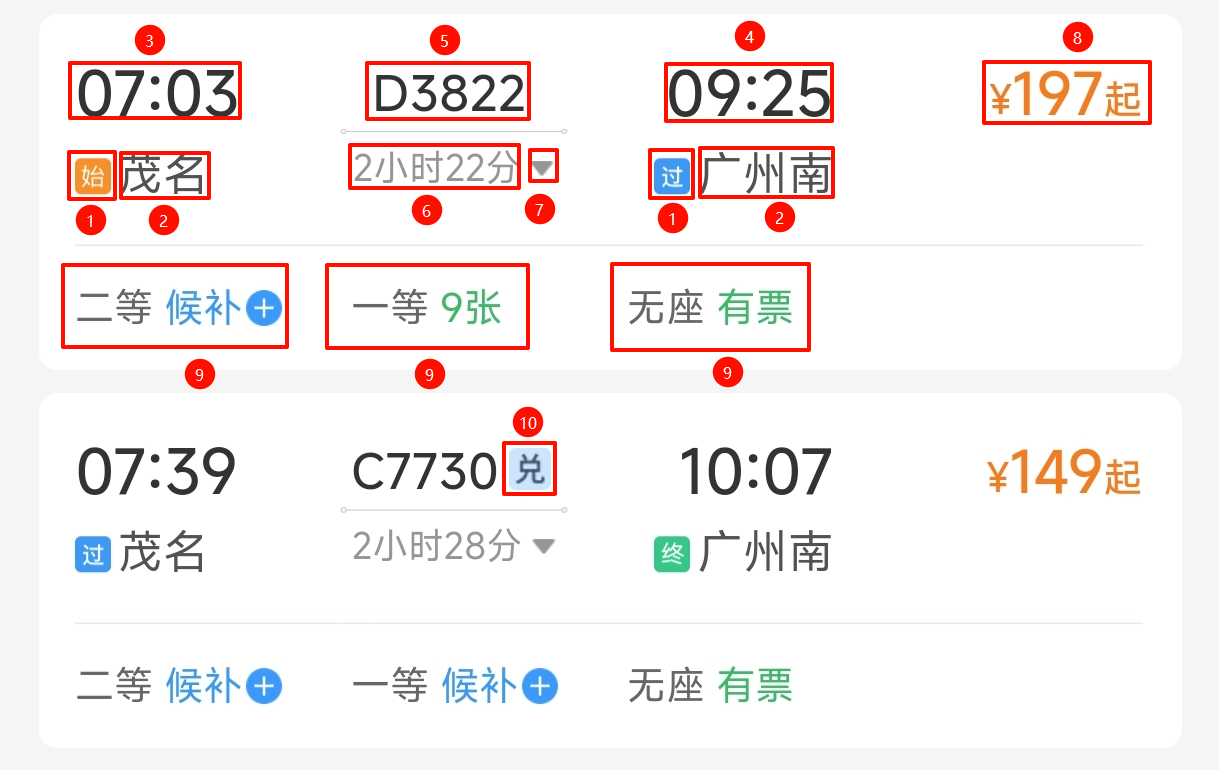 3 5 4 8
07:03 D3822 09:25 ¥197起
始 茂名 2小时22分 过 广州南
1 2 6 7 1 2
二等 候补+ 一等 9张 无座 有票
9 9 9
10
07:39 C7730 兑 10:07 ¥149起
过 茂名 2小时28分 终 广州南
二等 候补+ 一等 候补+ 无座 有票